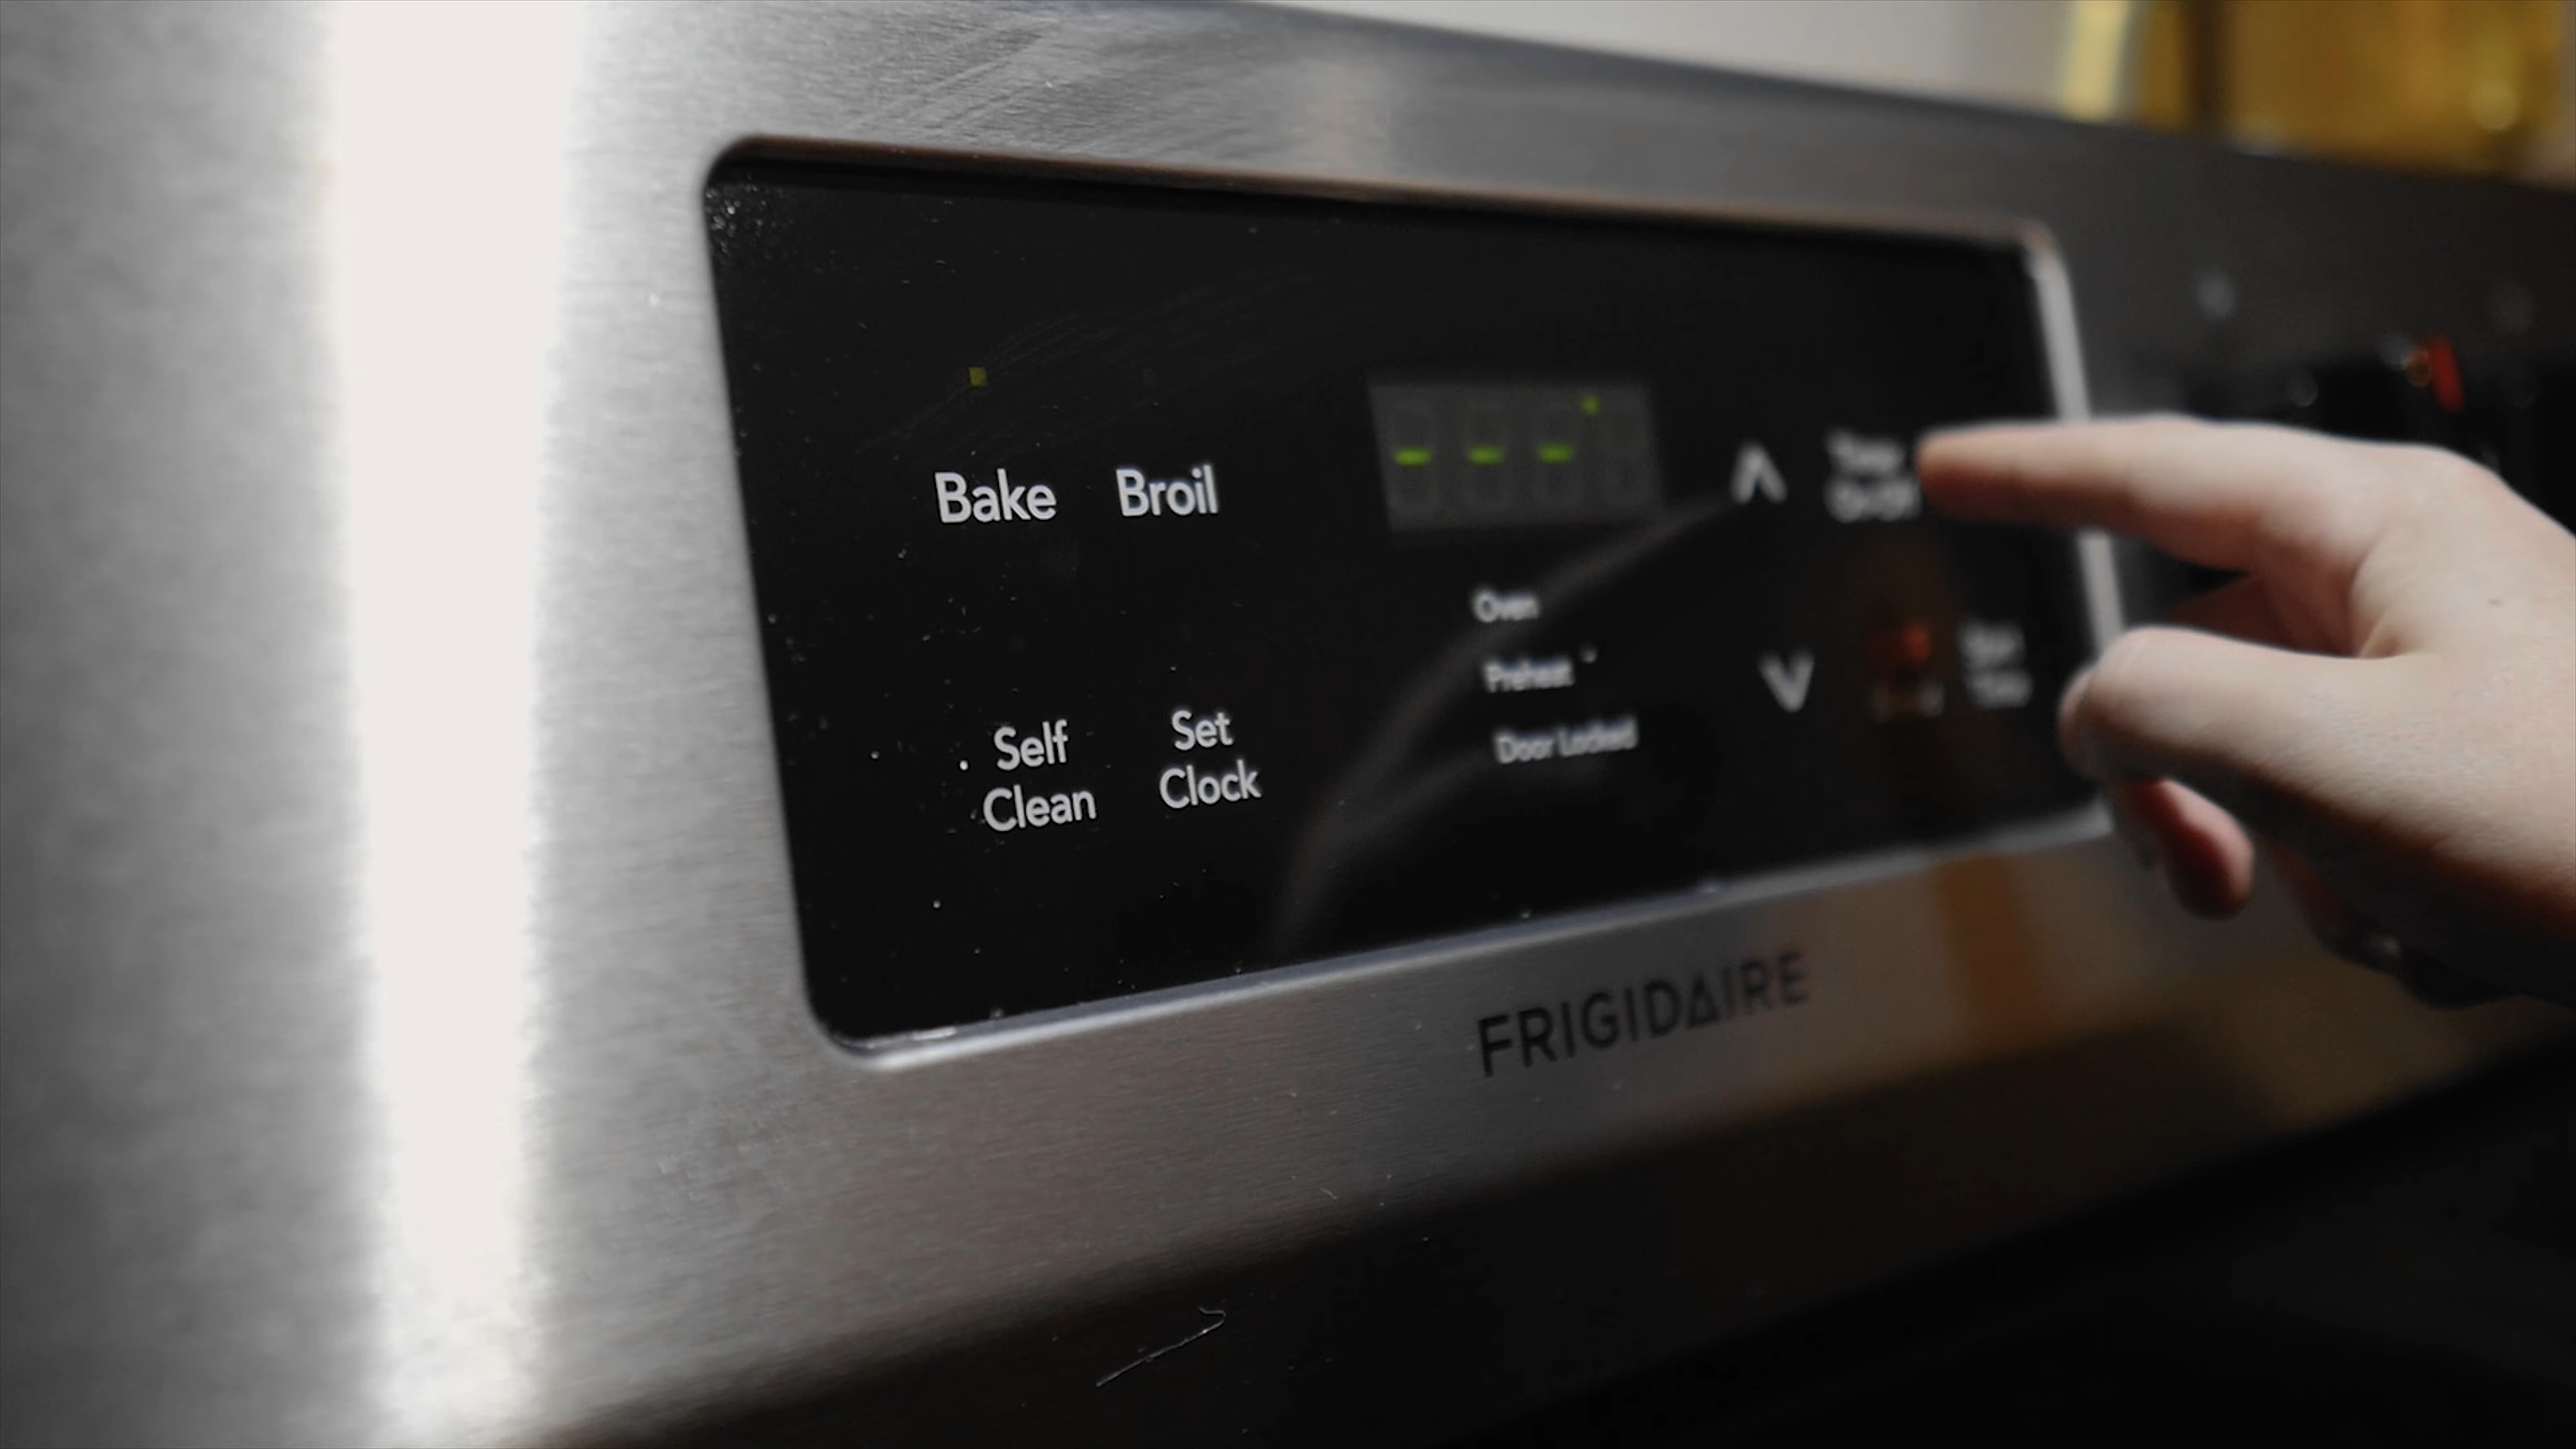 Bake Broil
- - -
Oven
Preheat
Door Locked
Self
Clean
Set
Clock
FRIGIDAIRE